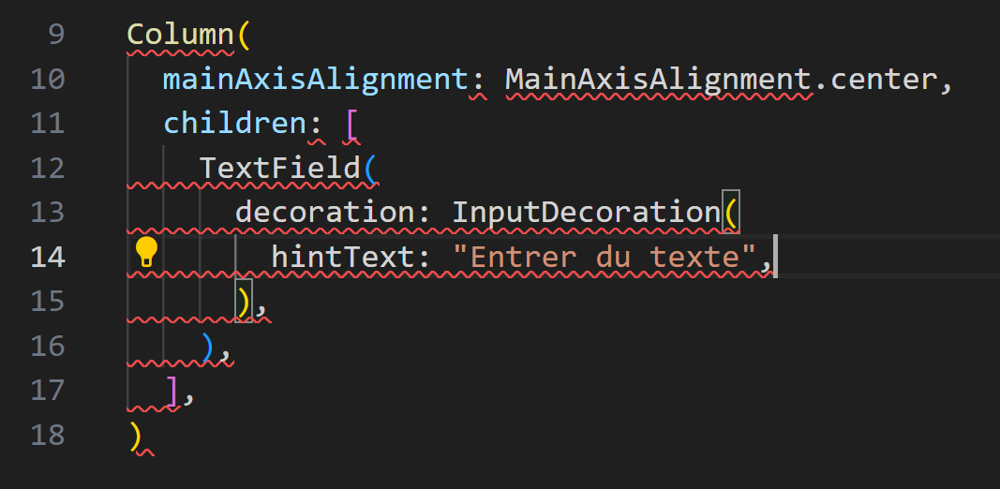 9 Column(
10   mainAxisAlignment: MainAxisAlignment.center,
11   children: [
12     TextField(
13       decoration: InputDecoration(
14         hintText: "Entrer du texte",
15       ),
16     ),
17   ],
18 )